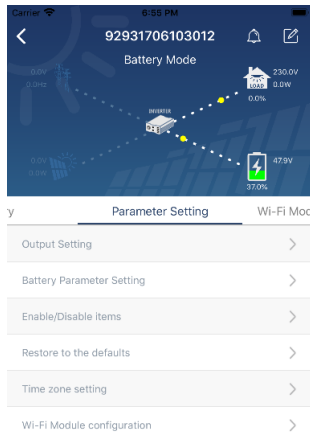 Carrier 6:55 PM
92931706103012
Battery Mode
0.0V
0.0Hz
230.0V
0.0W
LOAD
0.0%
INVERTER
0.0V
0.0W
47.9V
37.0%
ry Parameter Setting Wi-Fi Mod
Output Setting
Battery Parameter Setting
Enable/Disable items
Restore to the defaults
Time zone setting
Wi-Fi Module configuration